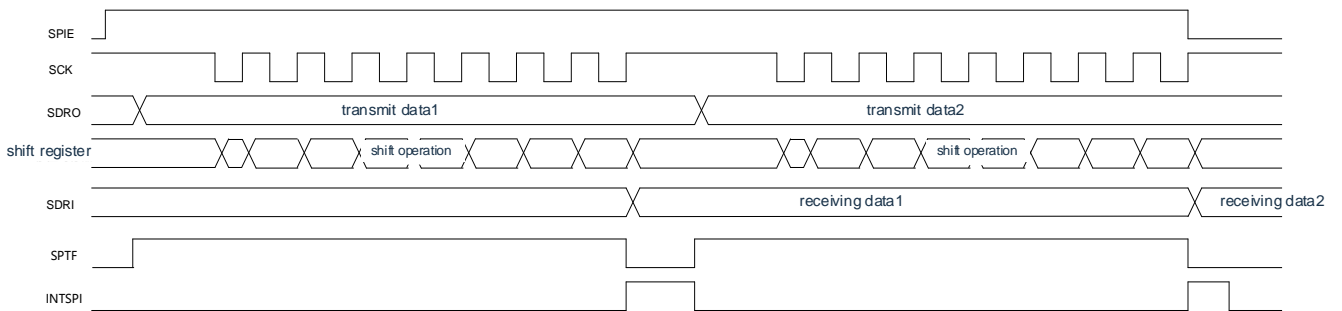 SPIE
SCK
SDRO transmit data1 transmit data2
shift register shift operation shift operation
SDRI receiving data1 receiving data2
SPTF
INTSPI